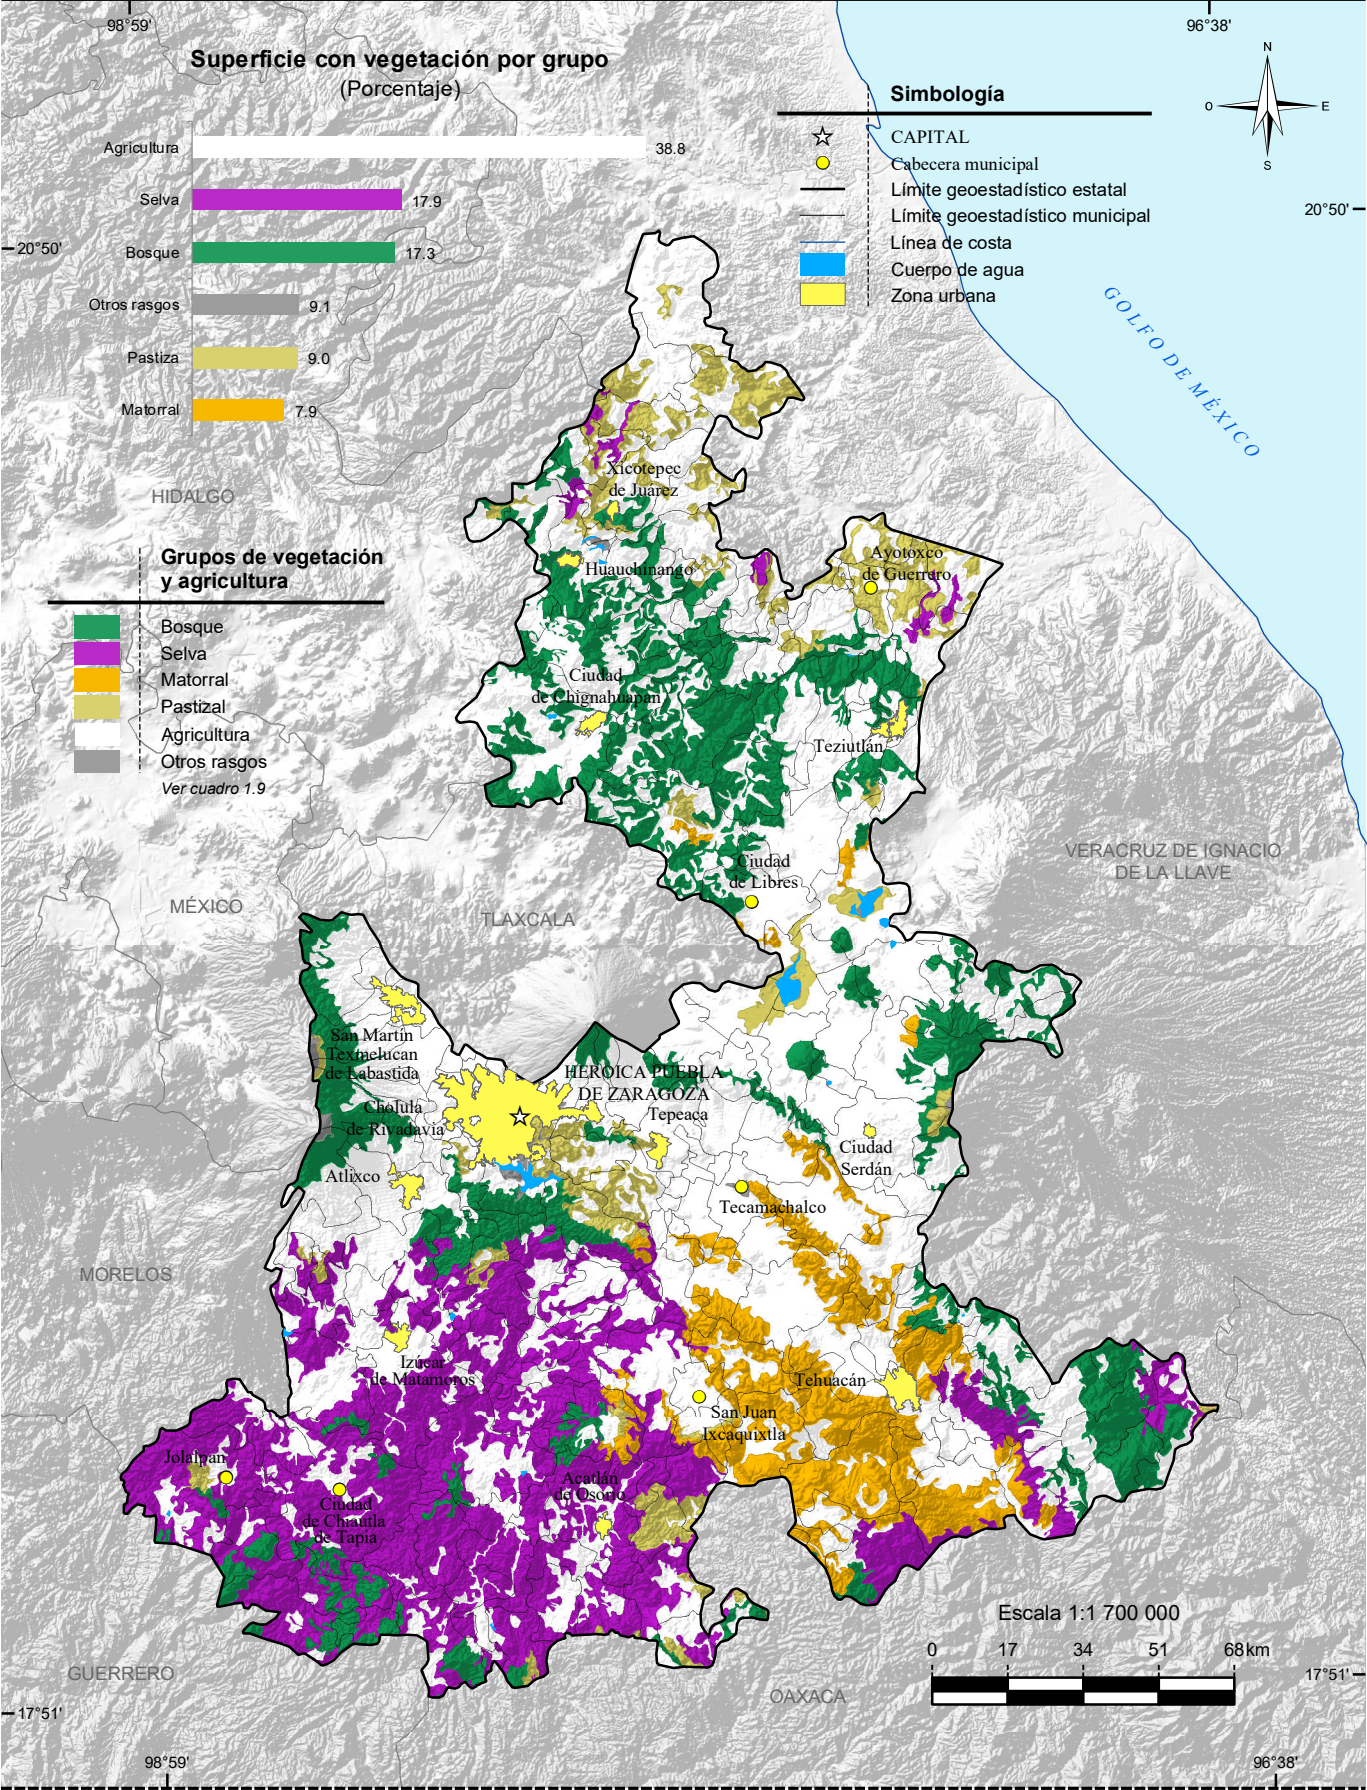 98°59'
96°38'
Superficie con vegetación por grupo
(Porcentaje)
Agricultura
38.8
Selva
17.9
Bosque
17.3
Otros rasgos
9.1
Pastiza
9.0
Matorral
7.9
Simbología
CAPITAL
Cabecera municipal
Límite geoestadístico estatal
Límite geoestadístico municipal
Línea de costa
Cuerpo de agua
Zona urbana
N
O
E
S
20°50'
20°50'
GOLFO DE MÉXICO
HIDALGO
Grupos de vegetación
y agricultura
Bosque
Selva
Matorral
Pastizal
Agricultura
Otros rasgos
Ver cuadro 1.9
Xicotepec
de Juárez
Huauchinango
Ayotoxco
de Guerrero
Ciudad
de Chignahuapan
Teziutlán
Ciudad
de Libres
VERACRUZ DE IGNACIO
DE LA LLAVE
MÉXICO
TLAXCALA
San Martín
Texmelucan
de Labastida
HEROICA PUEBLA
DE ZARAGOZA
Cholula
de Rivadavia
Tepeaca
Ciudad
Serdán
Atlixco
Tecamachalco
MORELOS
Izúcar
de Matamoros
Tehuacán
San Juan
Ixcaquixtla
Jolalpan
Ciudad
de Chiautla
de Tapia
Acatlán
de Osorio
GUERRERO
OAXACA
Escala 1:1 700 000
0 17 34 51 68 km
17°51'
17°51'
98°59'
96°38'